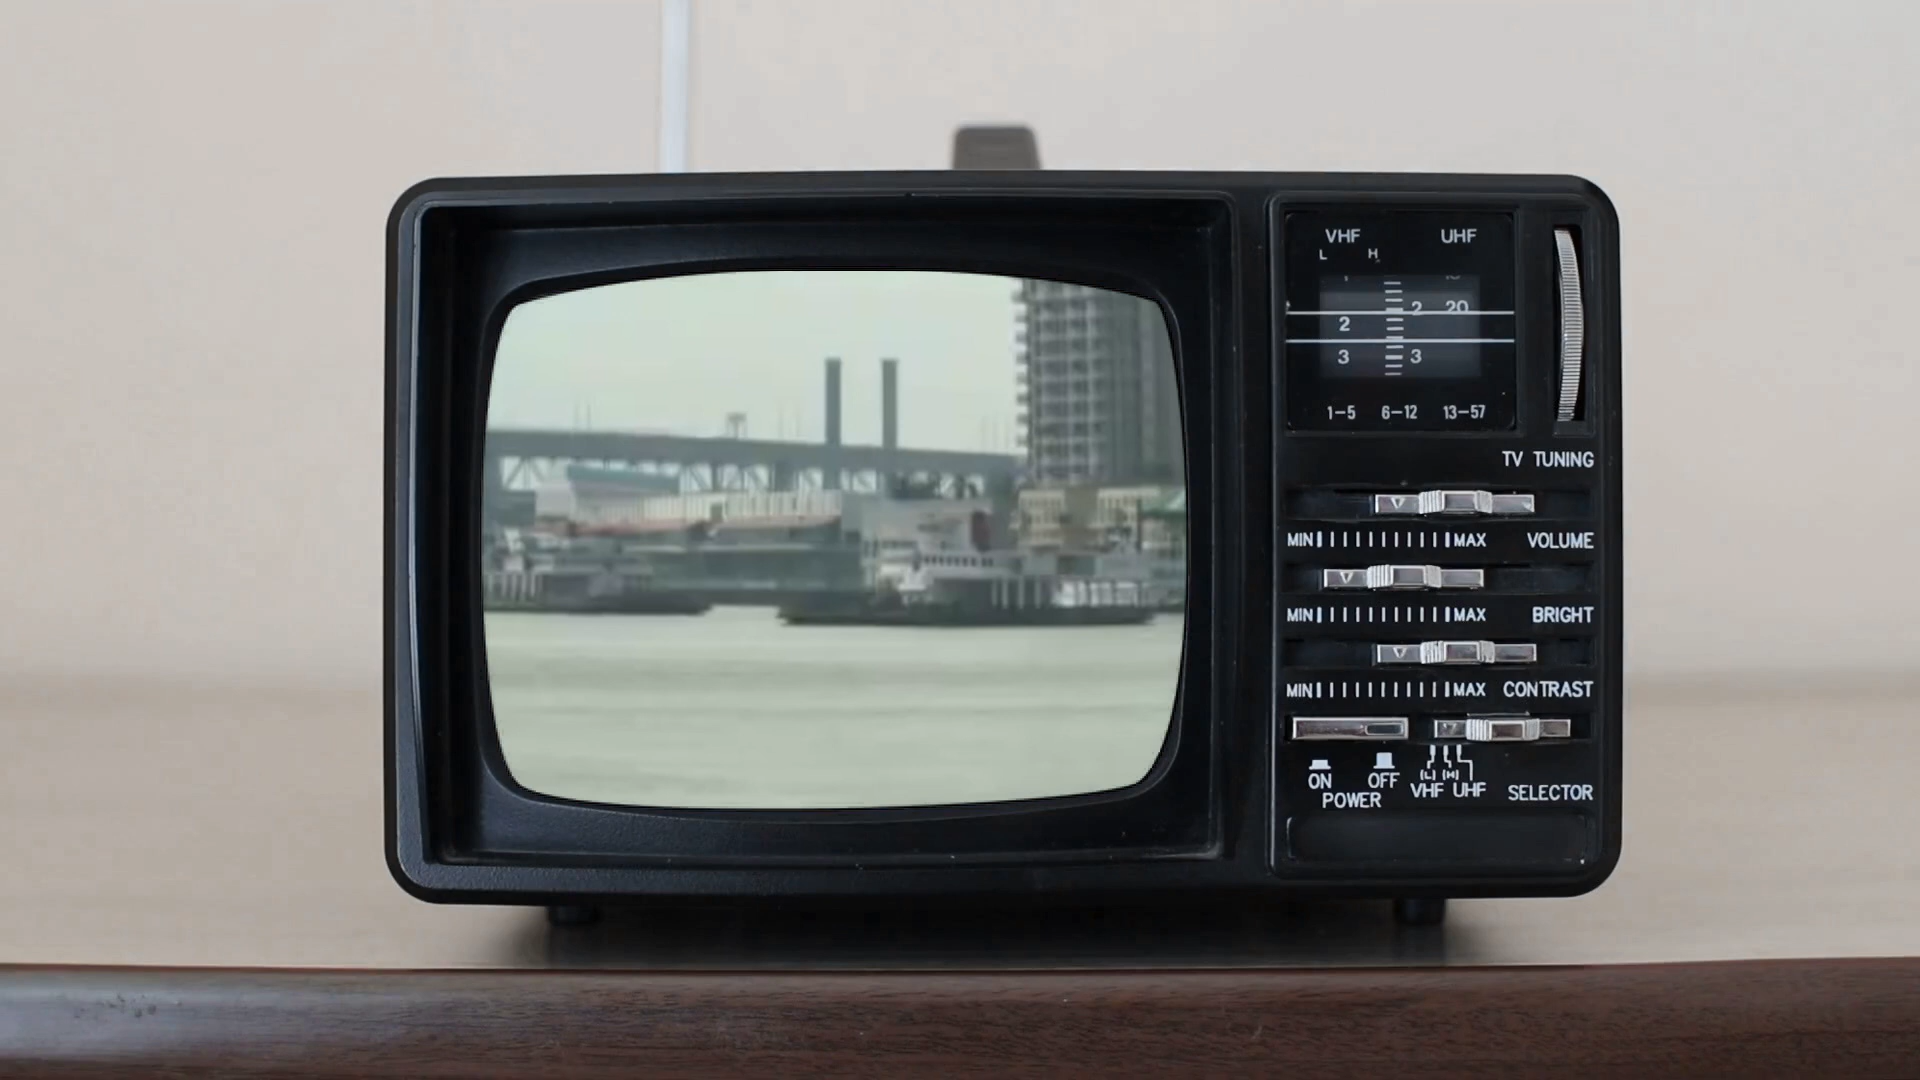 VHF UHF
L H
2 20
2
3 3
1-5 6-12 13-57
TV TUNING
MIN MAX VOLUME
MIN MAX BRIGHT
MIN MAX CONTRAST
ON OFF (L) (H)
VHF UHF
POWER SELECTOR